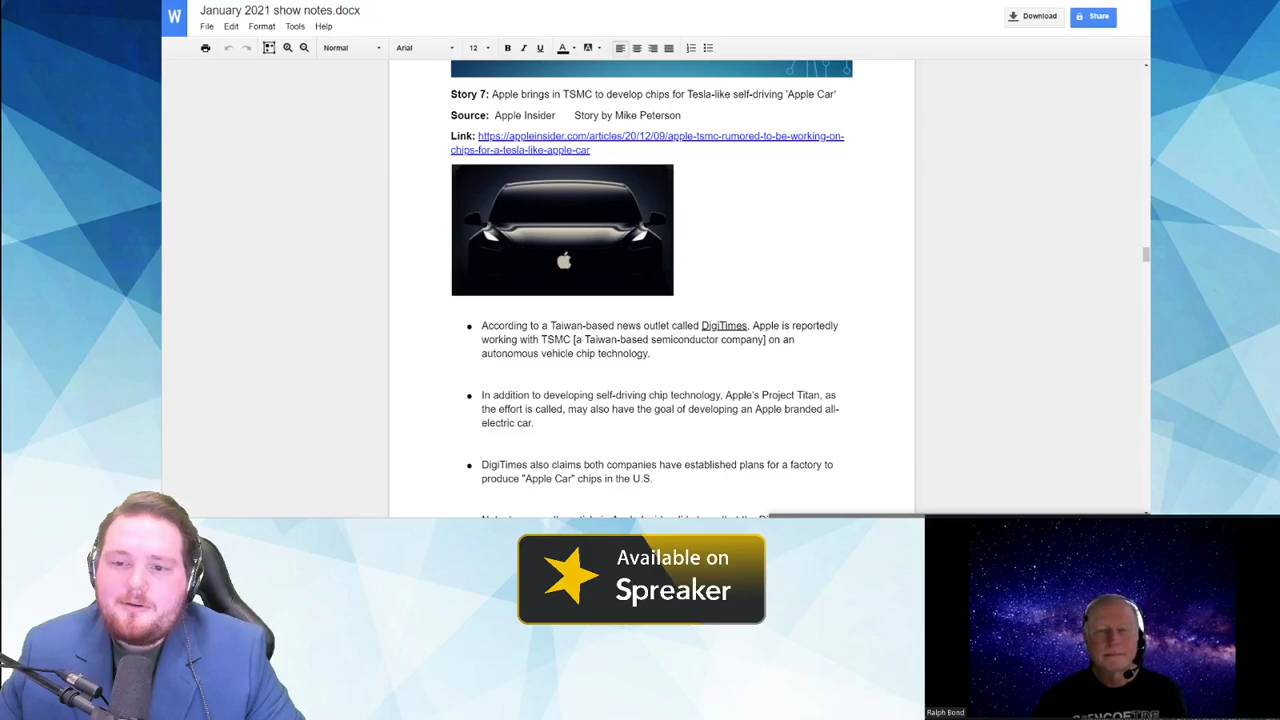 January 2021 show notes.docx
File Edit Format Tools Help
Download
Share
Normal Arial 12 B I U A A
Story 7: Apple brings in TSMC to develop chips for Tesla-like self-driving 'Apple Car'
Source: Apple Insider Story by Mike Peterson
Link: https://appleinsider.com/articles/20/12/09/apple-tsmc-rumored-to-be-working-on-
chips-for-a-tesla-like-apple-car
• According to a Taiwan-based news outlet called DigiTimes, Apple is reportedly
working with TSMC [a Taiwan-based semiconductor company] on an
autonomous vehicle chip technology.
• In addition to developing self-driving chip technology, Apple's Project Titan, as
the effort is called, may also have the goal of developing an Apple branded all-
electric car.
• DigiTimes also claims both companies have established plans for a factory to
produce "Apple Car" chips in the U.S.
Available on
Spreaker
Ralph Bond